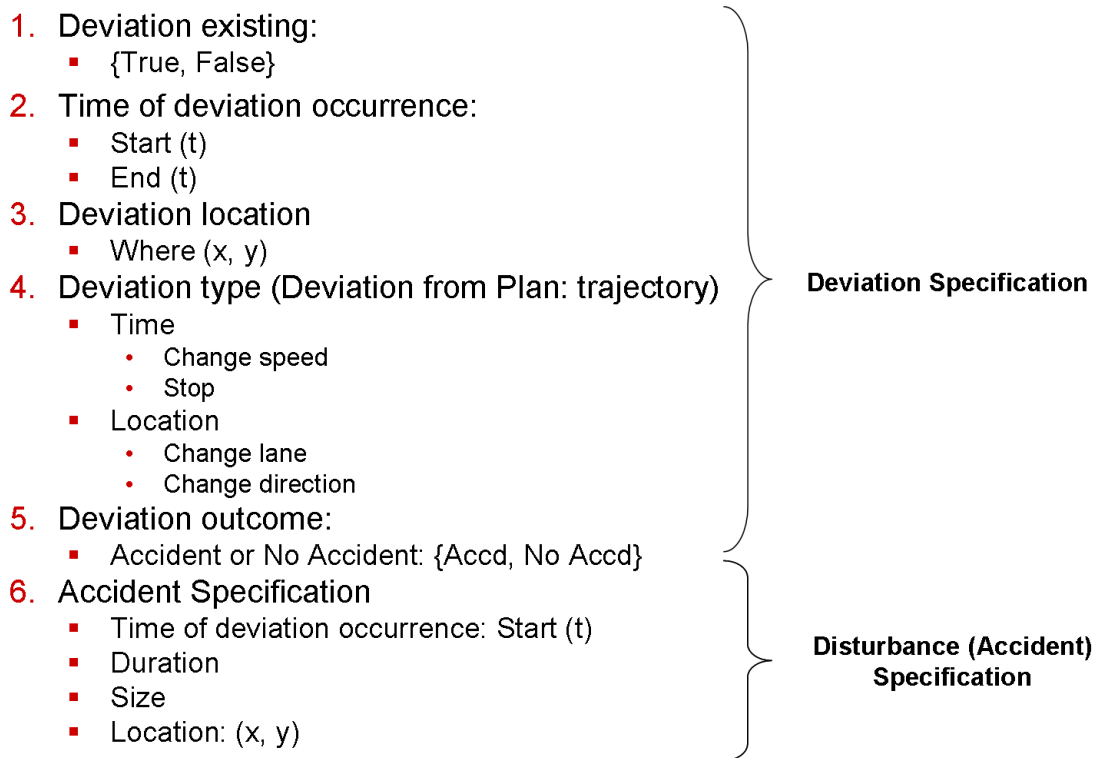 1. Deviation existing:
▪ {True, False}
2. Time of deviation occurrence:
▪ Start (t)
▪ End (t)
3. Deviation location
▪ Where (x, y)
4. Deviation type (Deviation from Plan: trajectory)
▪ Time
• Change speed
• Stop
▪ Location
• Change lane
• Change direction
5. Deviation outcome:
▪ Accident or No Accident: {Accd, No Accd}
6. Accident Specification
▪ Time of deviation occurrence: Start (t)
▪ Duration
▪ Size
▪ Location: (x, y)
Deviation Specification
Disturbance (Accident)
Specification